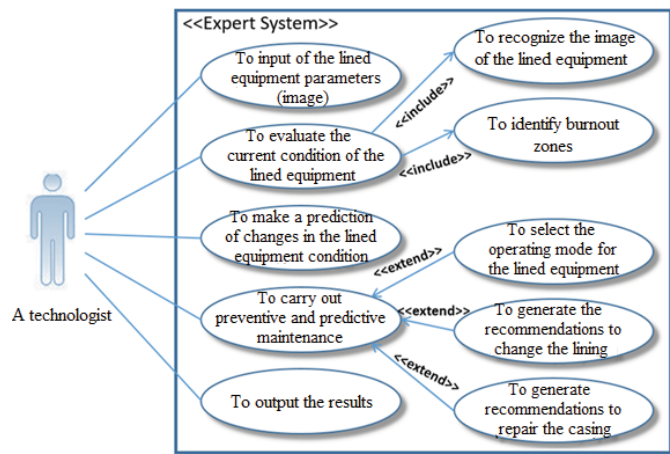 <<Expert System>>
To input of the lined
equipment parameters
(image)
To recognize the image
of the lined equipment
<<include>>
To evaluate the
current condition of the
lined equipment
<<include>>
To identify burnout
zones
To make a prediction
of changes in the lined
equipment condition
<<extend>>
To select the
operating mode for
the lined equipment
A technologist
To carry out
preventive and predictive
maintenance
<<extend>>
To generate the
recommendations to
change the lining
<<extend>>
To output the results
To generate
recommendations to
repair the casing